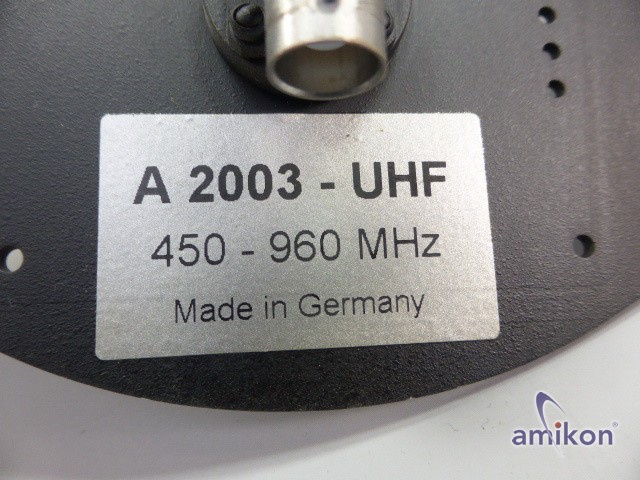 A 2003 - UHF
450 - 960 MHz
Made in Germany
amikon